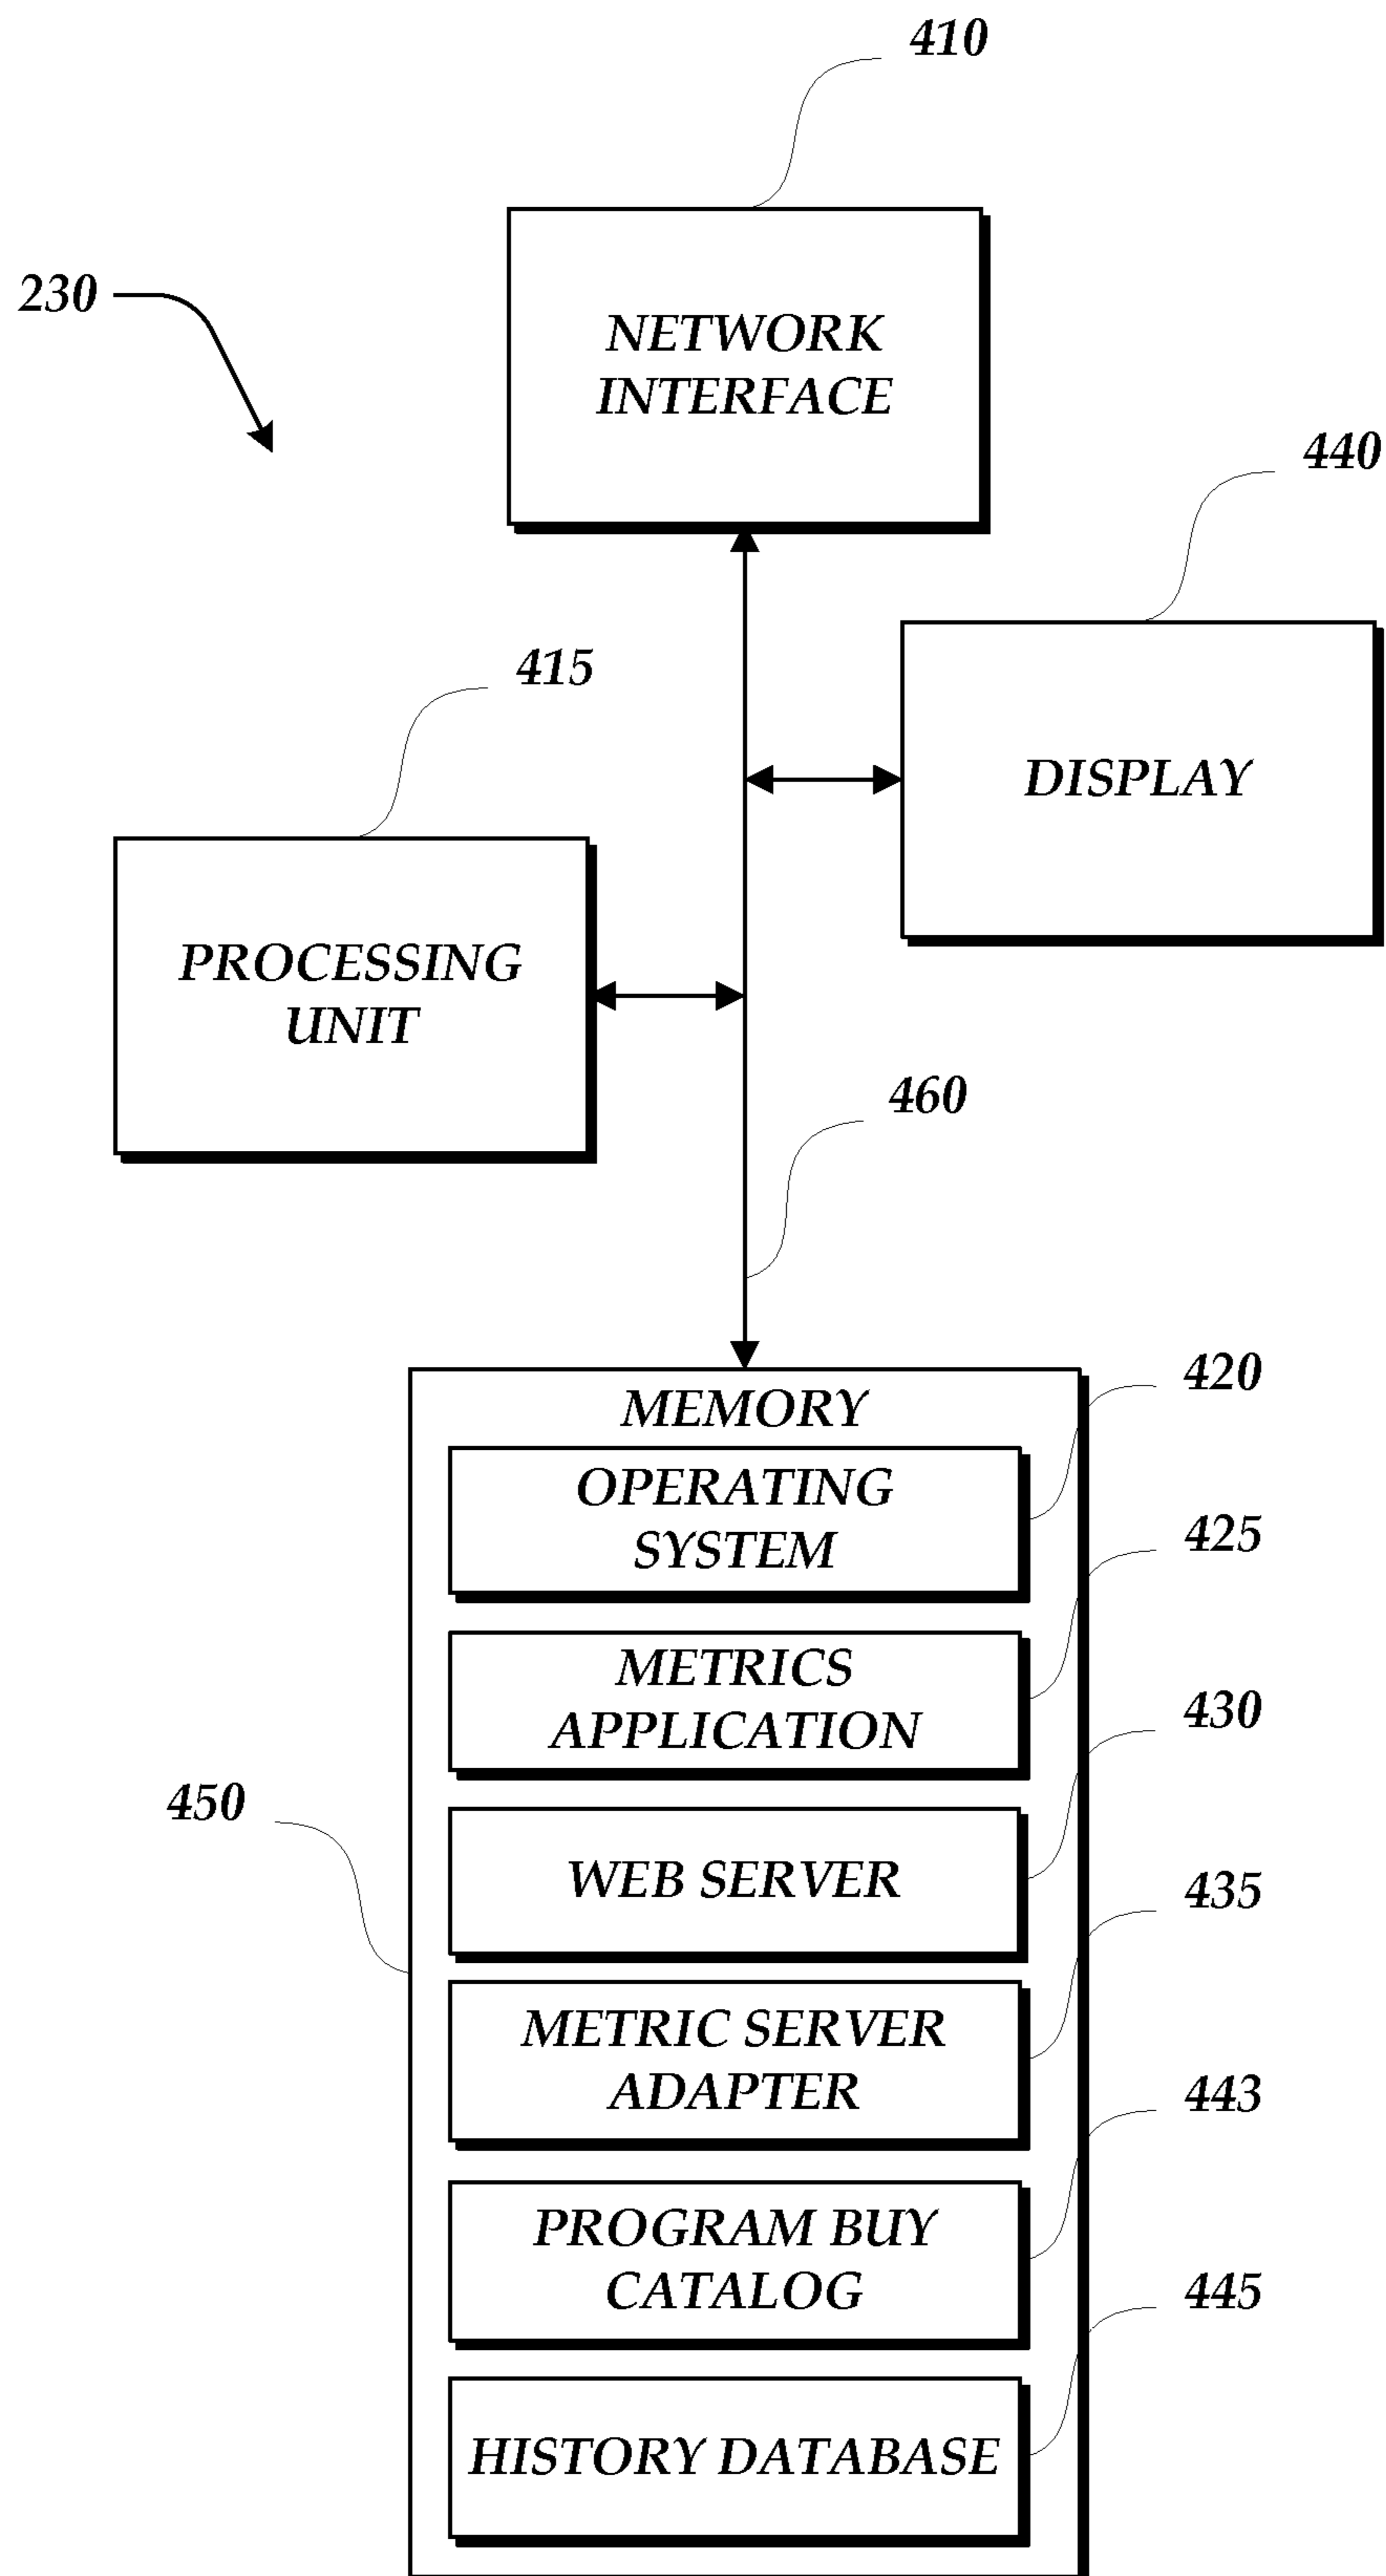 410
230
NETWORK
INTERFACE
440
415
DISPLAY
PROCESSING
UNIT
460
MEMORY
420
OPERATING
SYSTEM
425
METRICS
APPLICATION
430
450
WEB SERVER
435
METRIC SERVER
ADAPTER
443
PROGRAM BUY
CATALOG
445
HISTORY DATABASE